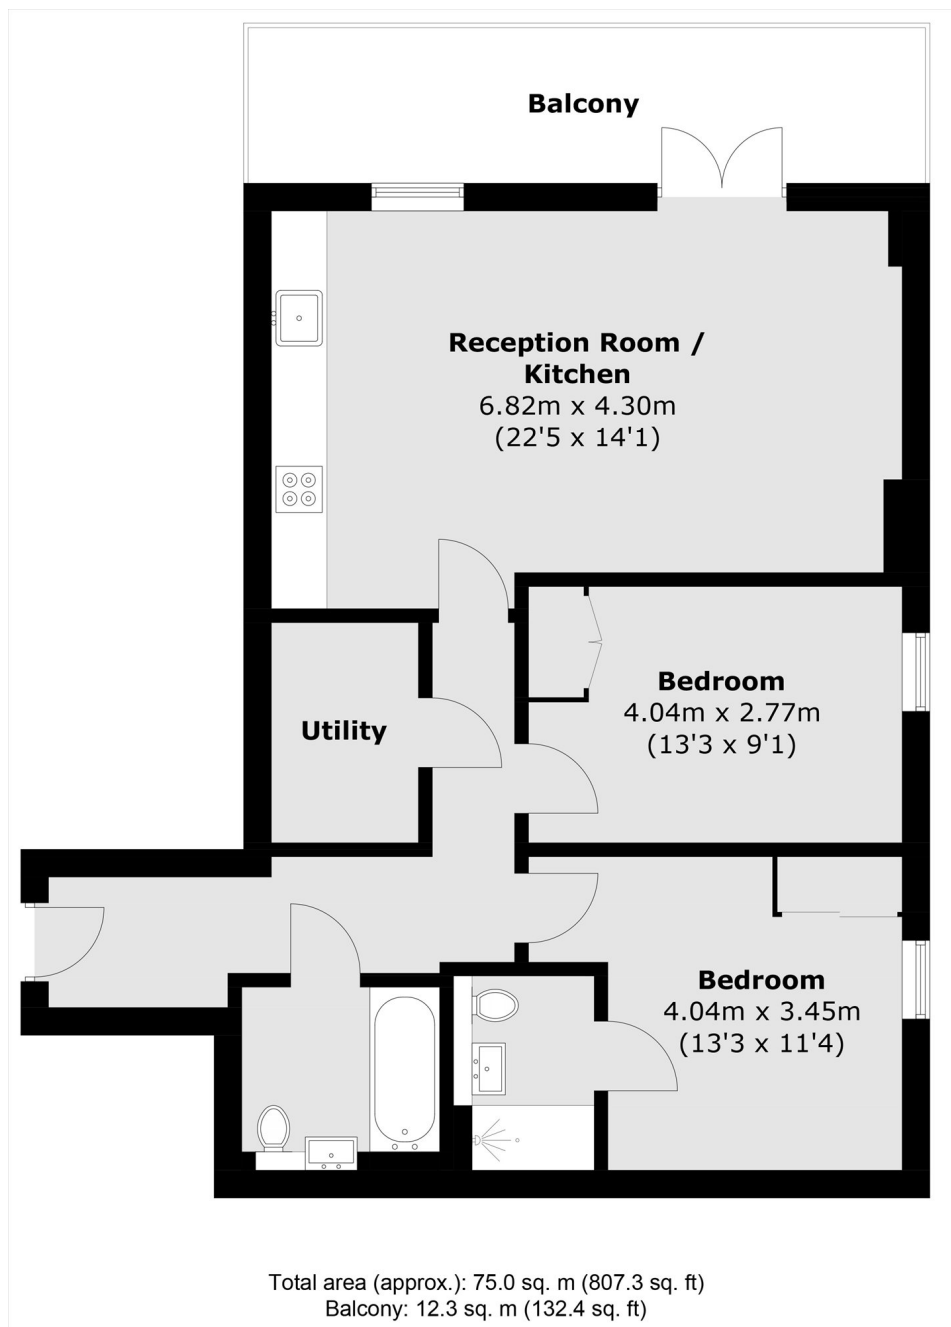 Balcony
Reception Room /
Kitchen
6.82m x 4.30m
(22'5 x 14'1)
Bedroom
4.04m x 2.77m
(13'3 x 9'1)
Utility
Bedroom
4.04m x 3.45m
(13'3 x 11'4)
Total area (approx.): 75.0 sq. m (807.3 sq. ft)
Balcony: 12.3 sq. m (132.4 sq. ft)